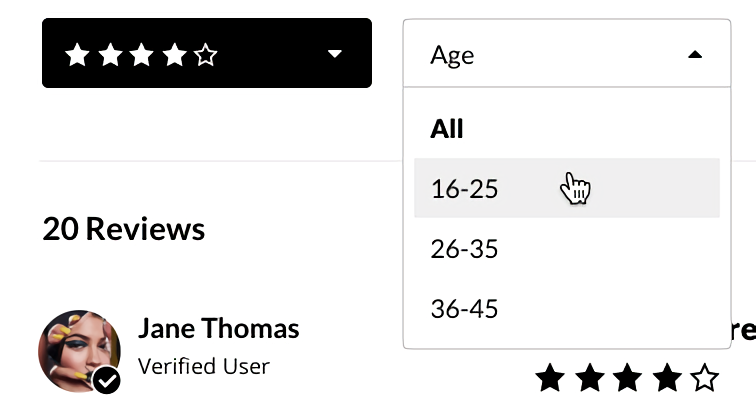 Age
All
16-25
26-35
36-45
20 Reviews
Jane Thomas
Verified User